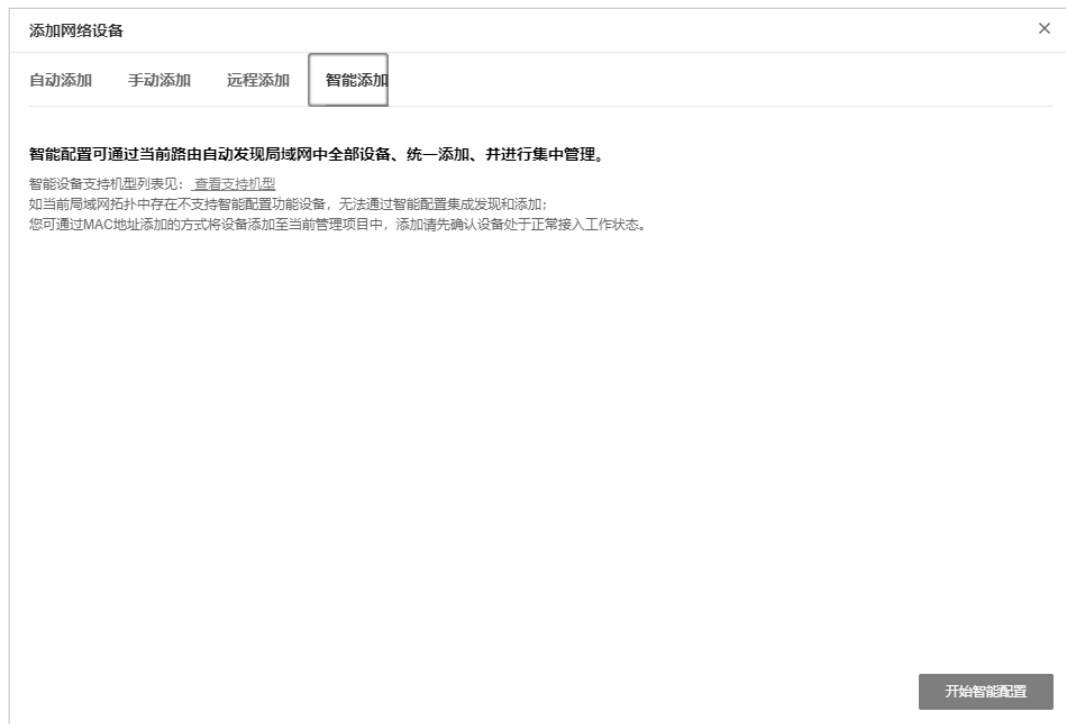 添加网络设备 ×
自动添加 手动添加 远程添加 智能添加
智能配置可通过当前路由自动发现局域网中全部设备、统一添加、并进行集中管理。
智能设备支持机型列表见： 查看支持机型
如当前局域网拓扑中存在不支持智能配置功能设备，无法通过智能配置集成发现和添加；
您可通过MAC地址添加的方式将设备添加至当前管理项目中，添加请先确认设备处于正常接入工作状态。
开始智能配置